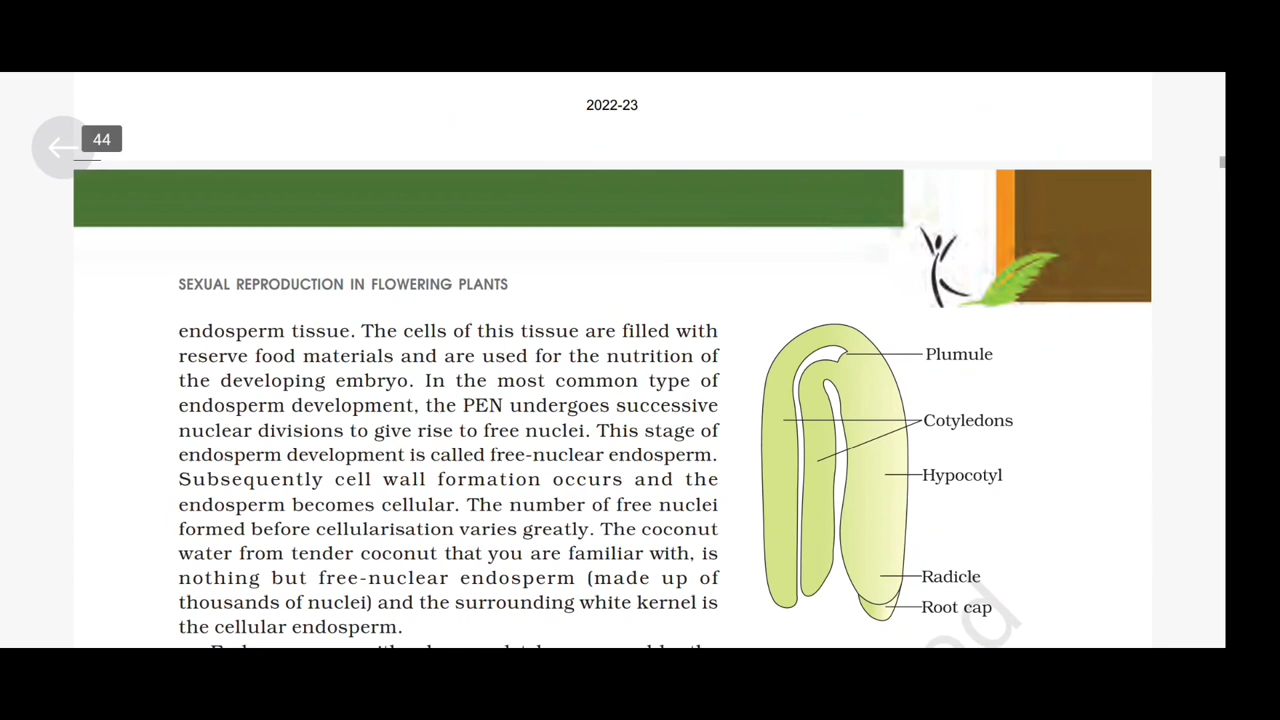 2022-23
44
SEXUAL REPRODUCTION IN FLOWERING PLANTS
endosperm tissue. The cells of this tissue are filled with
reserve food materials and are used for the nutrition of
the developing embryo. In the most common type of
endosperm development, the PEN undergoes successive
nuclear divisions to give rise to free nuclei. This stage of
endosperm development is called free-nuclear endosperm.
Subsequently cell wall formation occurs and the
endosperm becomes cellular. The number of free nuclei
formed before cellularisation varies greatly. The coconut
water from tender coconut that you are familiar with, is
nothing but free-nuclear endosperm (made up of
thousands of nuclei) and the surrounding white kernel is
the cellular endosperm.
Plumule
Cotyledons
Hypocotyl
Radicle
Root cap